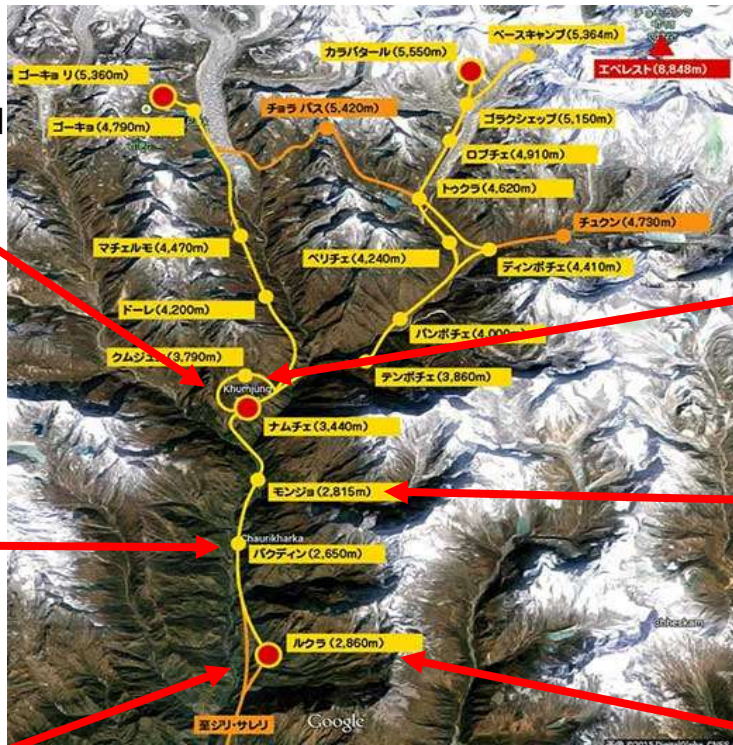 ベースキャンプ(5,364m)
カラパタール(5,550m)
エベレスト(8,848m)
ゴーキョ リ(5,360m)
チョラ パス(5,420m)
ゴーキョ(4,790m)
ゴラクシェップ(5,150m)
ロブチェ(4,910m)
トゥクラ(4,620m)
チュクン(4,730m)
マチェルモ(4,470m)
ペリチェ(4,240m)
ディンボチェ(4,410m)
ドーレ(4,200m)
パンボチェ(4,000m)
クムジュン(3,790m)
テンボチェ(3,860m)
Khumjung
ナムチェ(3,440m)
モンジョ(2,815m)
Chaurikharka
パクディン(2,650m)
ルクラ(2,860m)
Chheskam
至ジリ・サレリ
Google